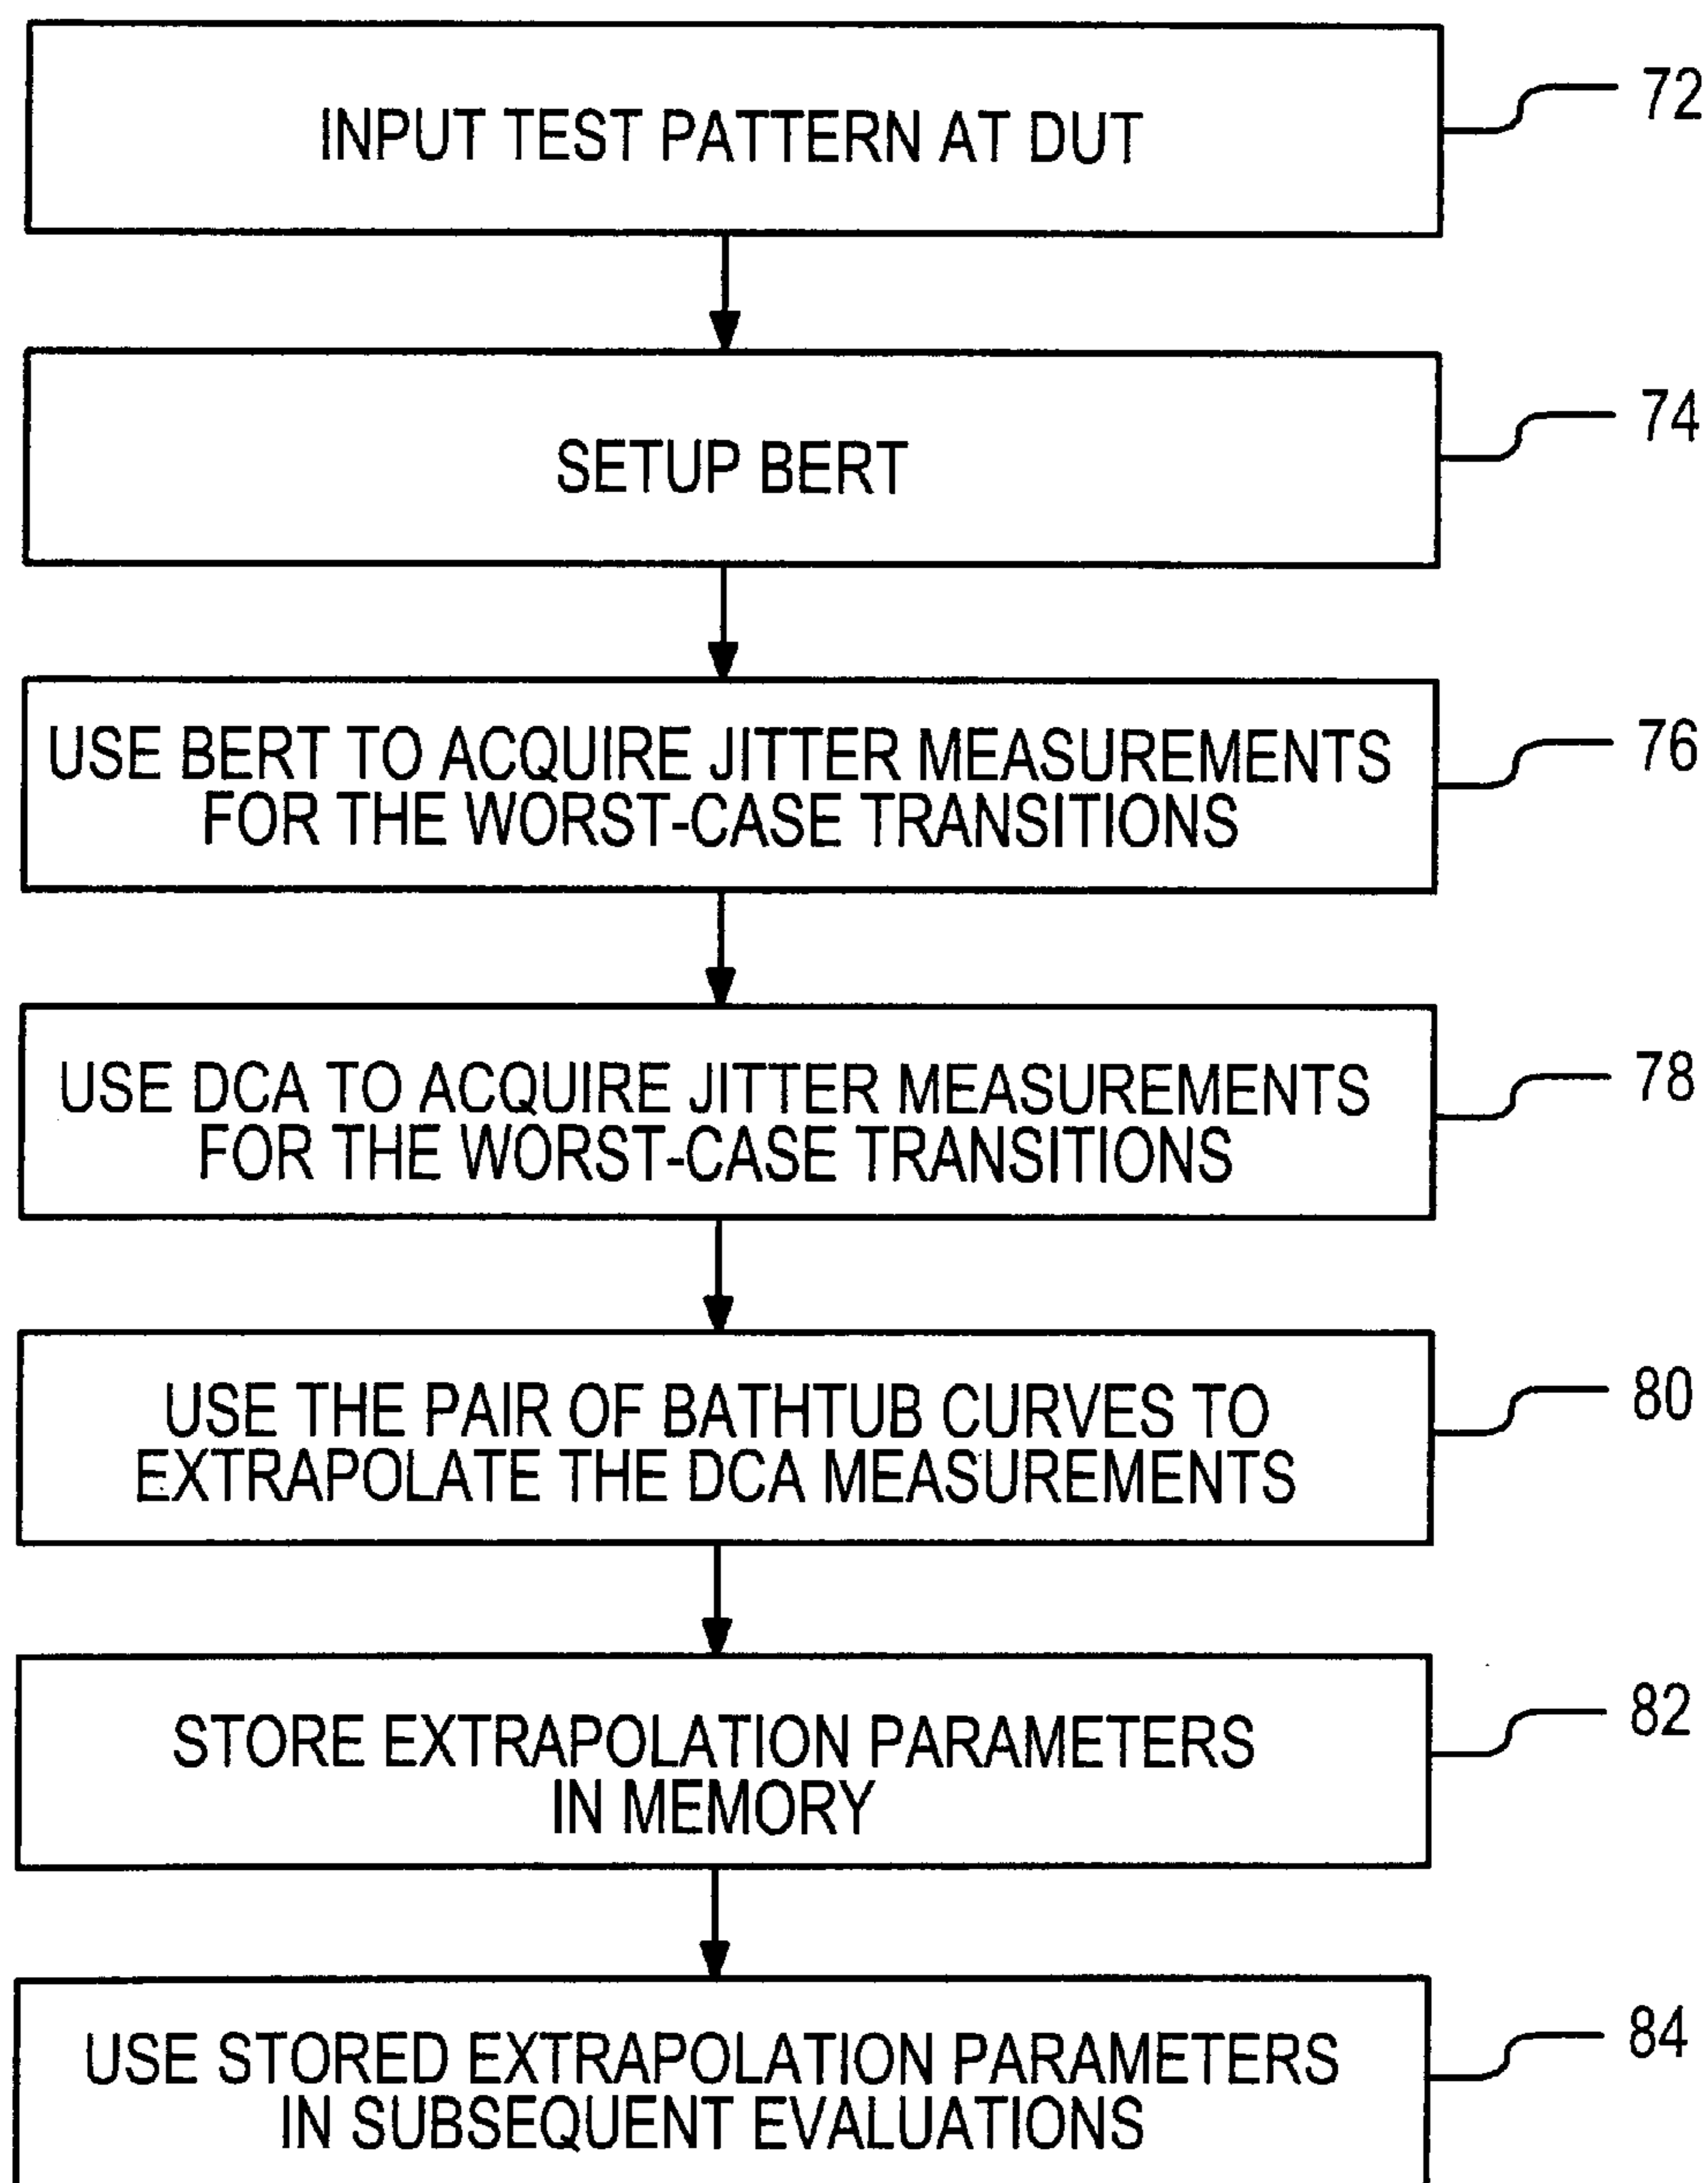 INPUT TEST PATTERN AT DUT
72
SETUP BERT
74
USE BERT TO ACQUIRE JITTER MEASUREMENTS
FOR THE WORST-CASE TRANSITIONS
76
USE DCA TO ACQUIRE JITTER MEASUREMENTS
FOR THE WORST-CASE TRANSITIONS
78
USE THE PAIR OF BATHTUB CURVES TO
EXTRAPOLATE THE DCA MEASUREMENTS
80
STORE EXTRAPOLATION PARAMETERS
IN MEMORY
82
USE STORED EXTRAPOLATION PARAMETERS
IN SUBSEQUENT EVALUATIONS
84